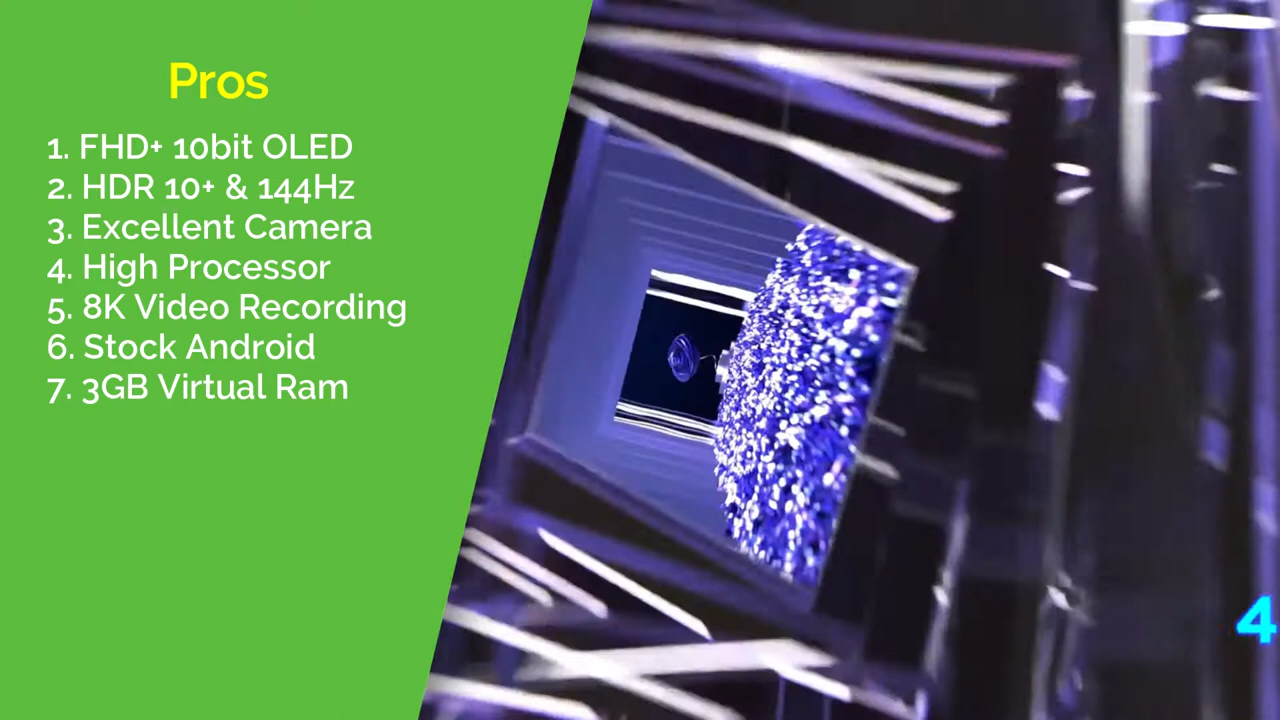 Pros
1. FHD+ 10bit OLED
2. HDR 10+ & 144Hz
3. Excellent Camera
4. High Processor
5. 8K Video Recording
6. Stock Android
7. 3GB Virtual Ram
4